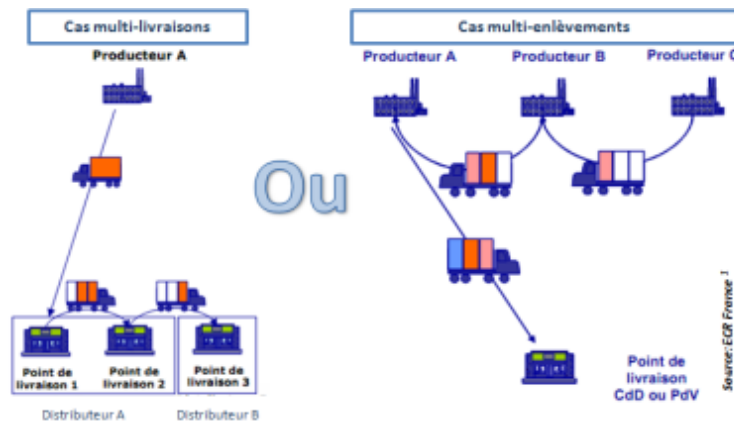 Cas multi-livraisons
Producteur A
Ou
Point de
livraison 1
Point de
livraison 2
Point de
livraison 3
Distributeur A
Distributeur B
Cas multi-enlèvements
Producteur A
Producteur B
Producteur C
Point de
livraison
CdD ou PdV
Source: ECR France 1